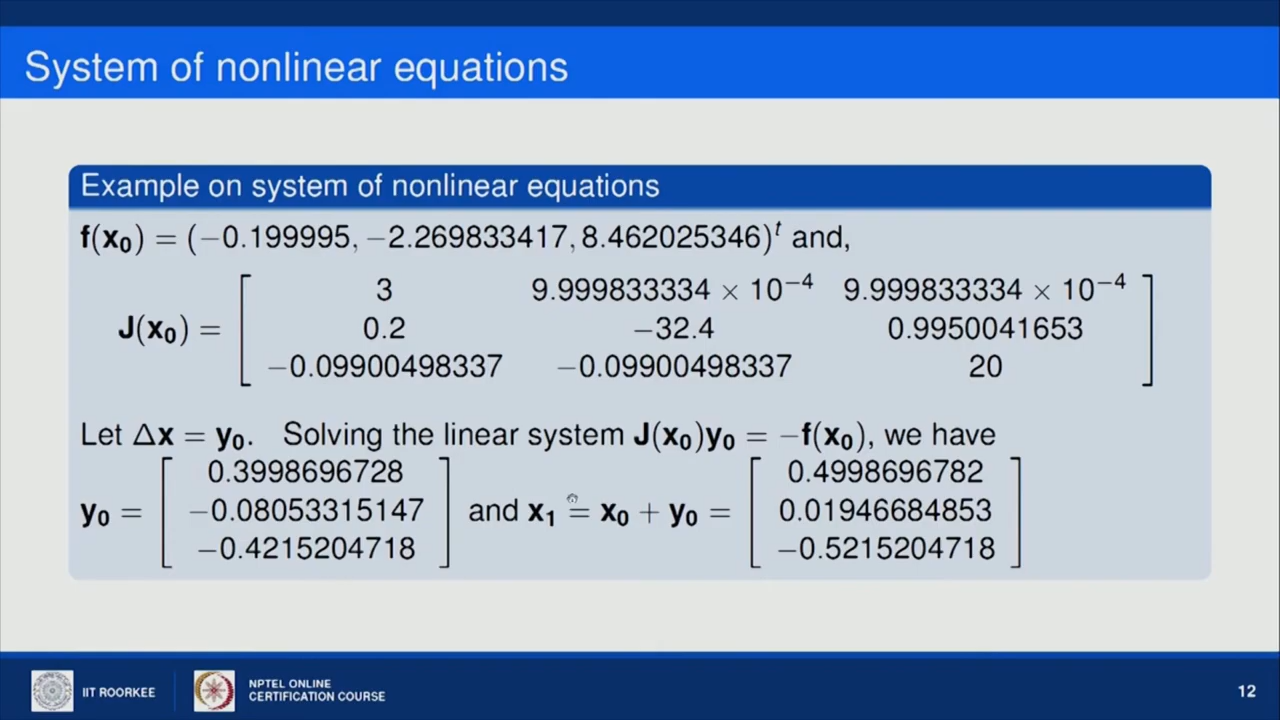 System of nonlinear equations
Example on system of nonlinear equations
f(x₀) = (−0.199995, −2.269833417, 8.462025346)ᵗ and,
J(x₀) = [ 3 9.999833334 × 10⁻⁴ 9.999833334 × 10⁻⁴
0.2 −32.4 0.9950041653
−0.09900498337 −0.09900498337 20 ]
Let Δx = y₀. Solving the linear system J(x₀)y₀ = −f(x₀), we have
y₀ = [ 0.3998696728 −0.08053315147 −0.4215204718 ] and x₁ = x₀ + y₀ = [ 0.4998696782 0.01946684853 −0.5215204718 ]
IIT ROORKEE
NPTEL ONLINE
CERTIFICATION COURSE
12